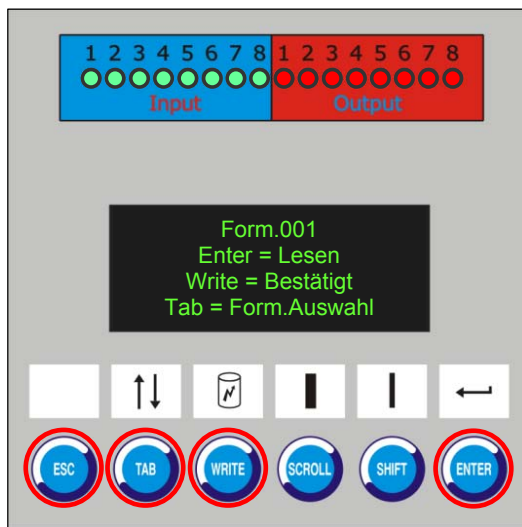 1 2 3 4 5 6 7 8 1 2 3 4 5 6 7 8
Input Output
Form.001
Enter = Lesen
Write = Bestätigt
Tab = Form.Auswahl
ESC TAB WRITE SCROLL SHIFT ENTER